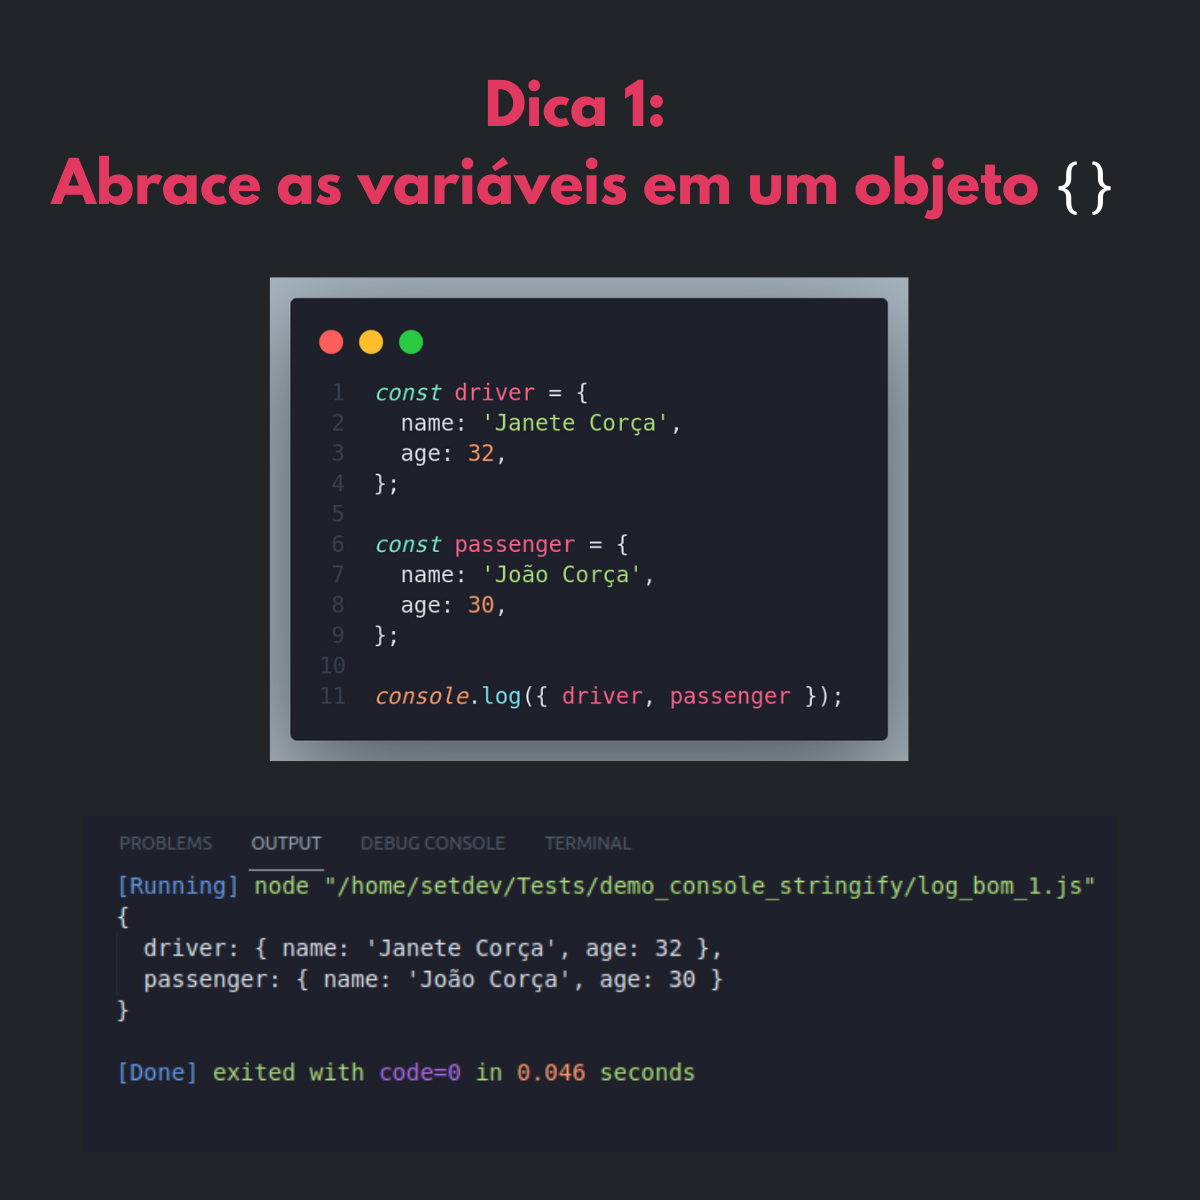 Dica 1:
Abrace as variáveis em um objeto {}
1 const driver = {
2   name: 'Janete Corça',
3   age: 32,
4 };
5
6 const passenger = {
7   name: 'João Corça',
8   age: 30,
9 };
10
11 console.log({ driver, passenger });
PROBLEMS OUTPUT DEBUG CONSOLE TERMINAL
[Running] node "/home/setdev/Tests/demo_console_stringify/log_bom_1.js"
{
  driver: { name: 'Janete Corça', age: 32 },
  passenger: { name: 'João Corça', age: 30 }
}
[Done] exited with code=0 in 0.046 seconds